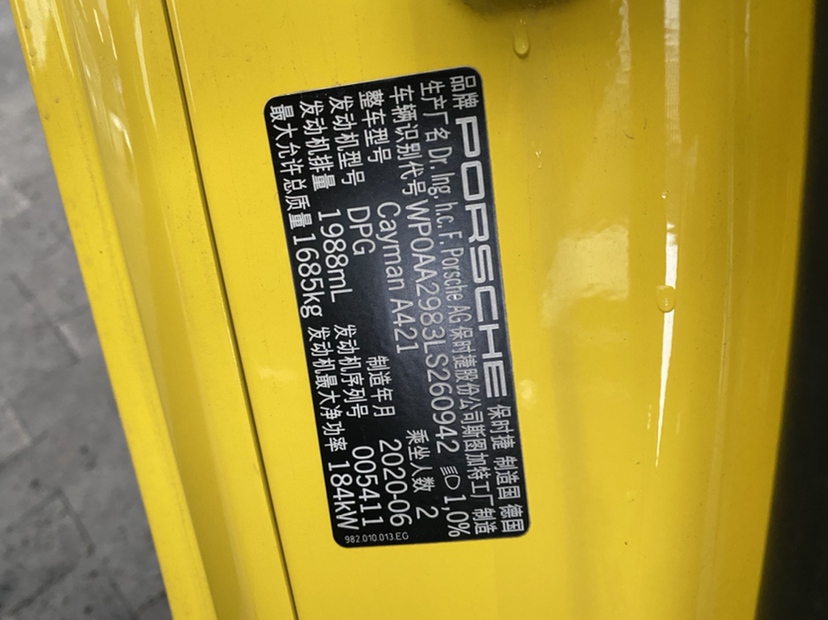 品牌 PORSCHE 保时捷 制造国 德国
生产厂名 Dr. Ing. h.c. F. Porsche AG 保时捷股份公司斯图加特工厂制造
车辆识别代号 WP0AA2983LS260942 1,0%
整车型号 Cayman A421 乘坐人数 2
发动机型号 DPG 制造年月 2020-06
发动机排量 1988mL 发动机序列号 005411
最大允许总质量 1685kg 发动机最大净功率 184kW
982.010.013.EG